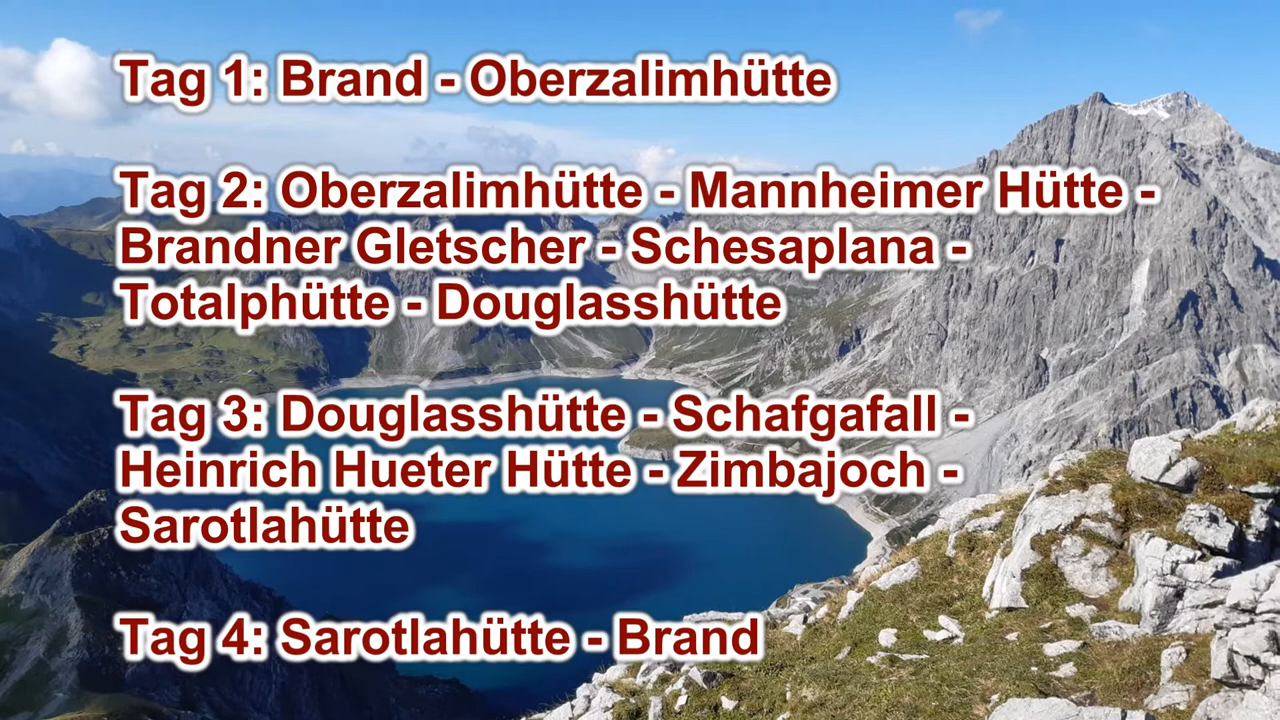 Tag 1: Brand - Oberzalimhütte
Tag 2: Oberzalimhütte - Mannheimer Hütte -
Brandner Gletscher - Schesaplana -
Totalphütte - Douglasshütte
Tag 3: Douglasshütte - Schafgafall -
Heinrich Hueter Hütte - Zimbajoch -
Sarotlahütte
Tag 4: Sarotlahütte - Brand